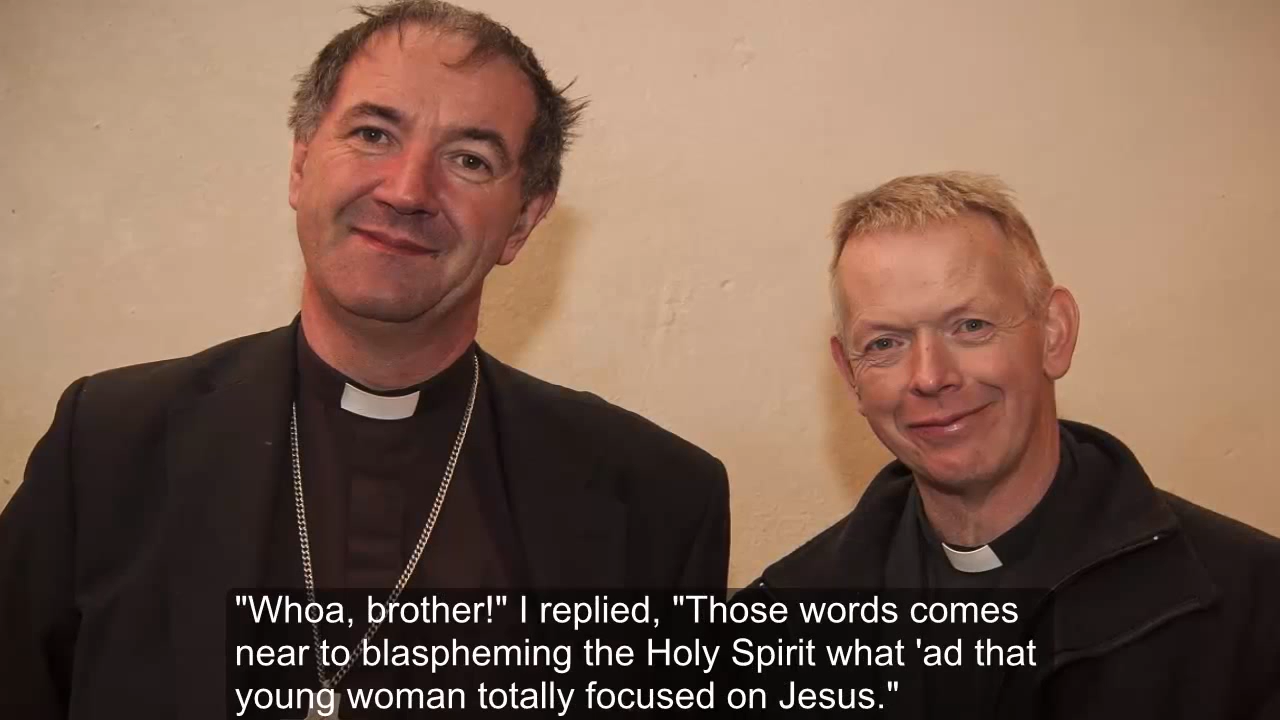 "Whoa, brother!" I replied, "Those words comes
near to blaspheming the Holy Spirit what 'ad that
young woman totally focused on Jesus."